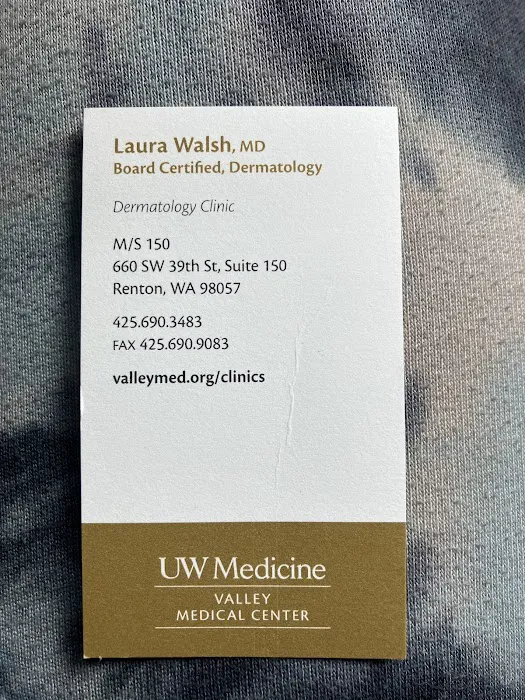 Laura Walsh, MD
Board Certified, Dermatology
Dermatology Clinic
M/S 150
660 SW 39th St, Suite 150
Renton, WA 98057
425.690.3483
FAX 425.690.9083
valleymed.org/clinics
UW Medicine
VALLEY
MEDICAL CENTER